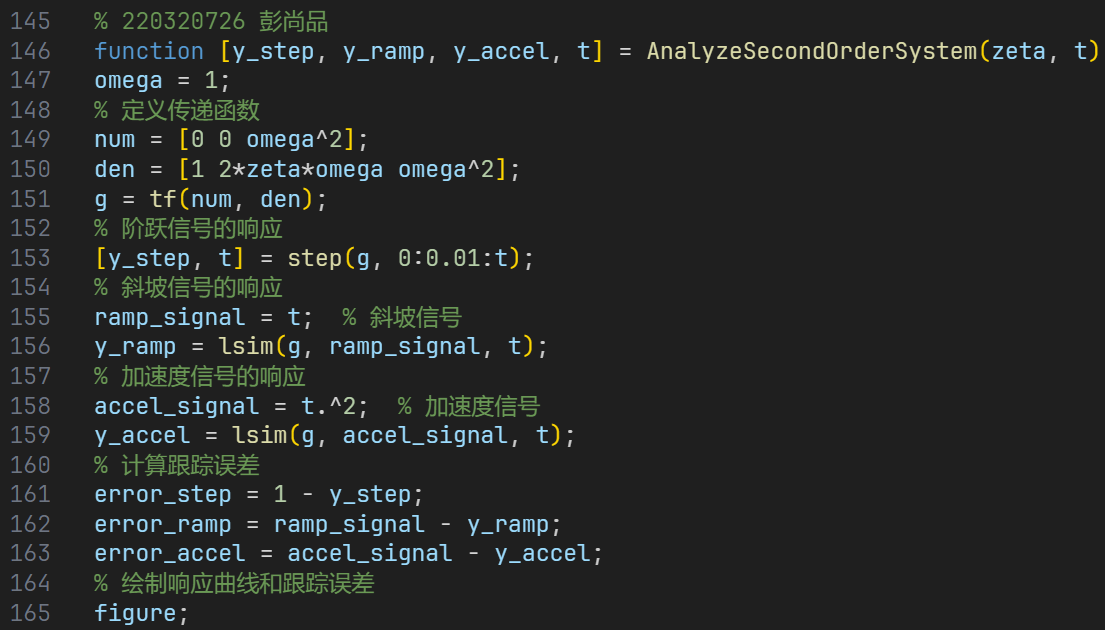 145 % 220320726 彭尚品
146 function [y_step, y_ramp, y_accel, t] = AnalyzeSecondOrderSystem(zeta, t)
147 omega = 1;
148 % 定义传递函数
149 num = [0 0 omega^2];
150 den = [1 2*zeta*omega omega^2];
151 g = tf(num, den);
152 % 阶跃信号的响应
153 [y_step, t] = step(g, 0:0.01:t);
154 % 斜坡信号的响应
155 ramp_signal = t; % 斜坡信号
156 y_ramp = lsim(g, ramp_signal, t);
157 % 加速度信号的响应
158 accel_signal = t.^2; % 加速度信号
159 y_accel = lsim(g, accel_signal, t);
160 % 计算跟踪误差
161 error_step = 1 - y_step;
162 error_ramp = ramp_signal - y_ramp;
163 error_accel = accel_signal - y_accel;
164 % 绘制响应曲线和跟踪误差
165 figure;